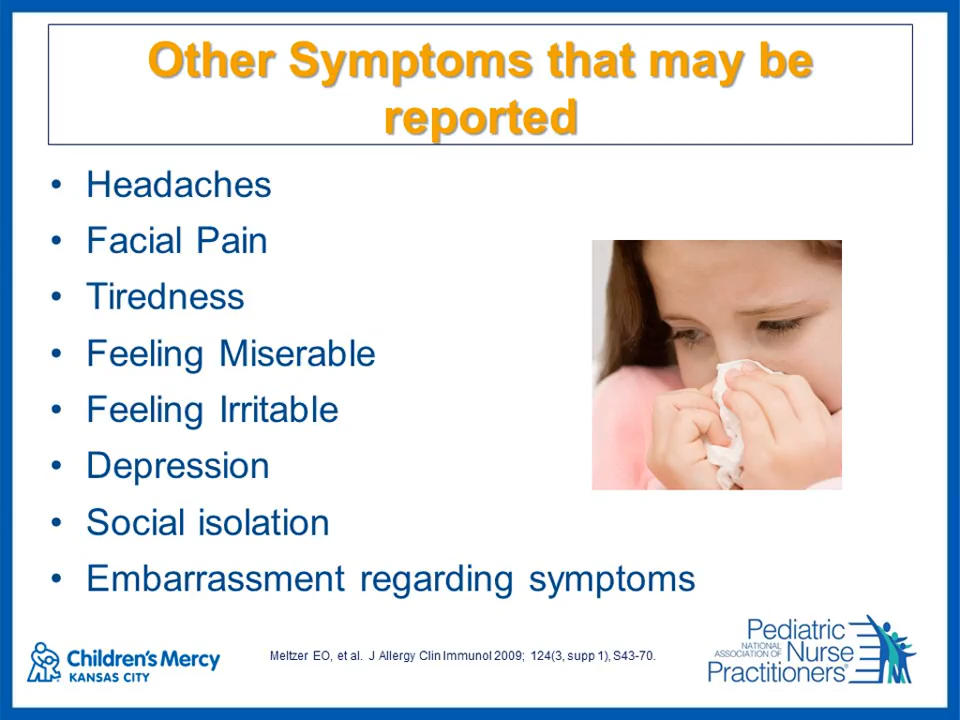 Other Symptoms that may be
reported
• Headaches
• Facial Pain
• Tiredness
• Feeling Miserable
• Feeling Irritable
• Depression
• Social isolation
• Embarrassment regarding symptoms
Children's Mercy
KANSAS CITY
Meltzer EO, et al. J Allergy Clin Immunol 2009; 124(3, supp 1), S43-70.
Pediatric
NATIONAL
ASSOCIATION OF
Nurse
Practitioners®